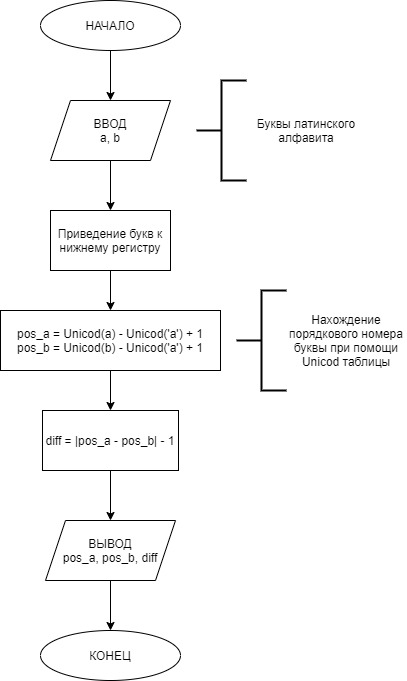 НАЧАЛО
ВВОД
a, b
Буквы латинского
алфавита
Приведение букв к
нижнему регистру
pos_a = Unicod(a) - Unicod('a') + 1
pos_b = Unicod(b) - Unicod('a') + 1
Нахождение
порядкового номера
буквы при помощи
Unicod таблицы
diff = |pos_a - pos_b| - 1
ВЫВОД
pos_a, pos_b, diff
КОНЕЦ